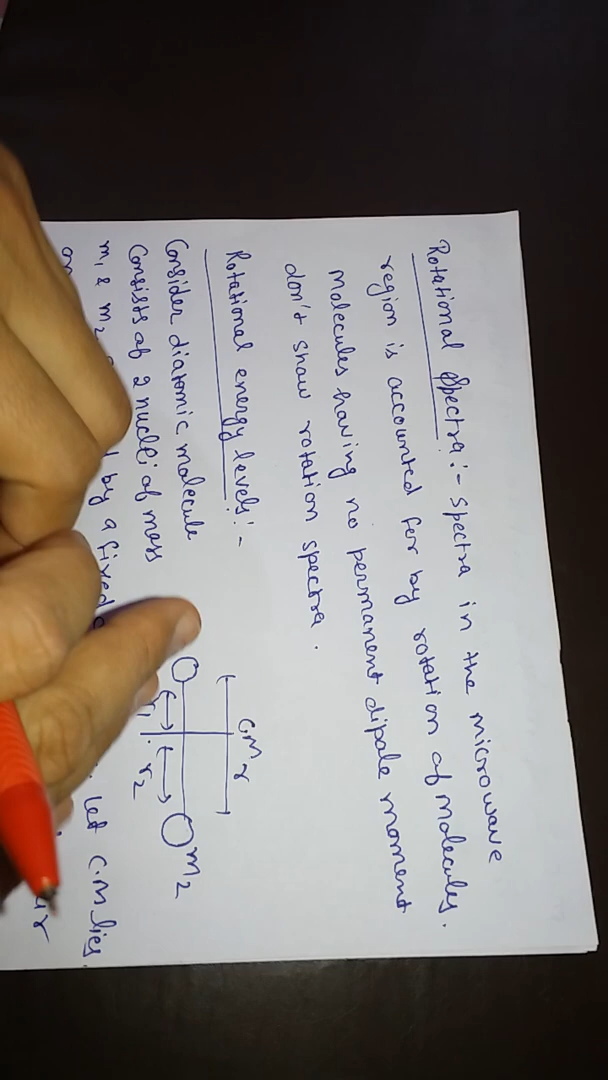 Rotational Spectra :- spectra in the microwave
region is accounted for by rotation of molecules.
Molecules having no permanent dipole moment
don't show rotation spectra.
Rotational energy levels :-
Consider diatomic molecule
Consists of 2 nuclei of mass
m1 & m2 by a fixed let C.M lies
C.M
r
r1
r2
m2